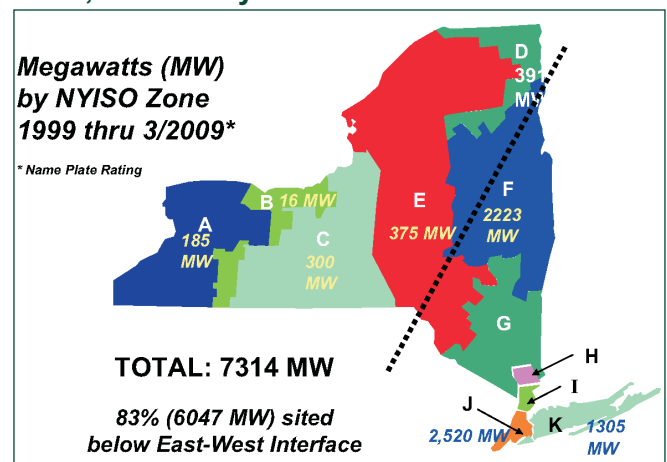 Megawatts (MW)
by NYISO Zone
1999 thru 3/2009*
* Name Plate Rating
D
391
MW
B 16 MW
A
185
MW
C
300
MW
E
375 MW
F
2223
MW
G
H
I
J
2,520 MW
K
1305
MW
TOTAL: 7314 MW
83% (6047 MW) sited
below East-West Interface